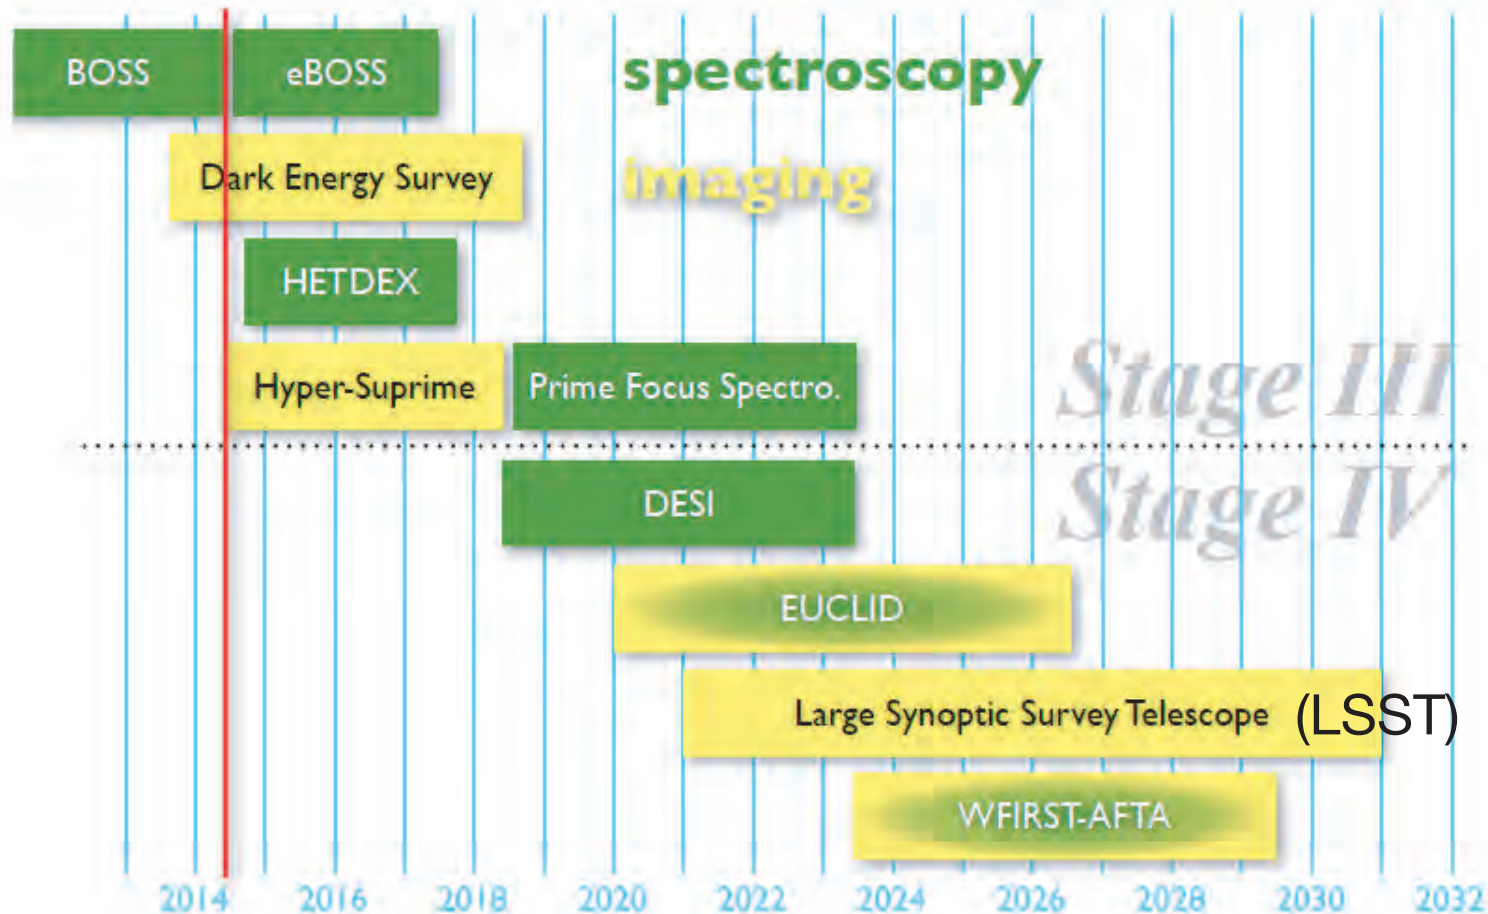 BOSS eBOSS spectroscopy
Dark Energy Survey imaging
HETDEX
Hyper-Suprime Prime Focus Spectro. Stage III
DESI Stage IV
EUCLID
Large Synoptic Survey Telescope (LSST)
WFIRST-AFTA
2014 2016 2018 2020 2022 2024 2026 2028 2030 2032